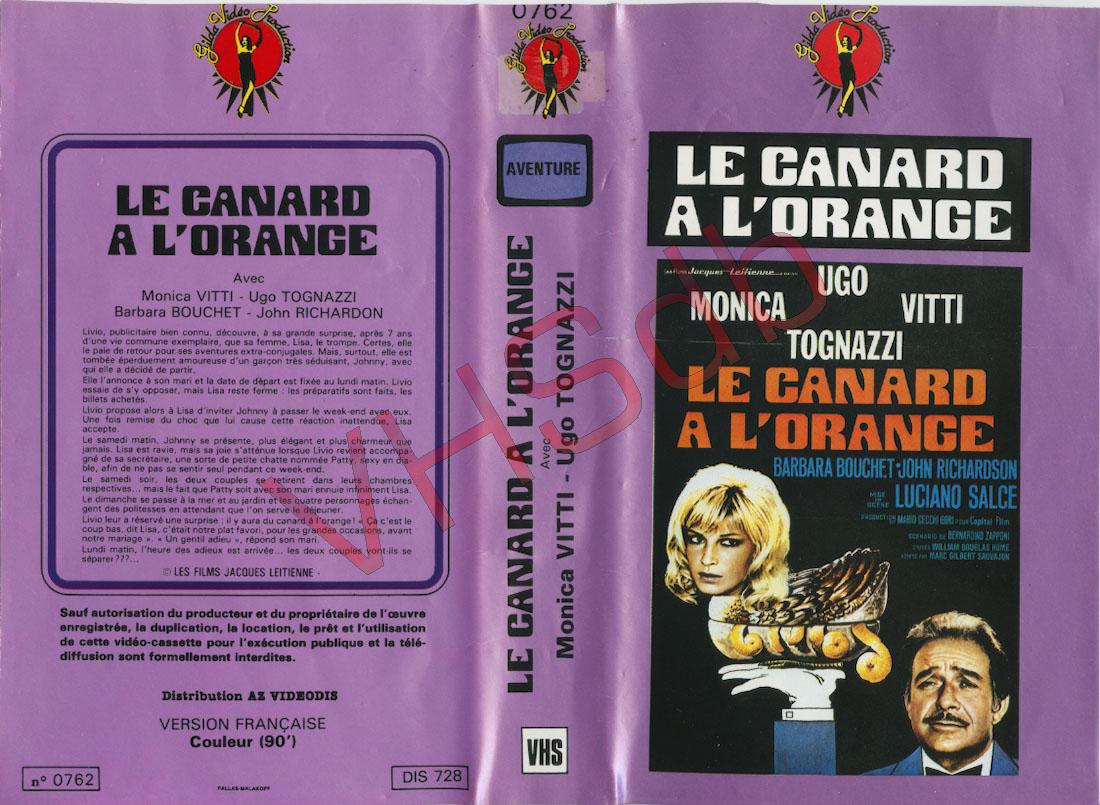 Gilda Vidéo Production
LE CANARD
A L'ORANGE
Avec
Monica VITTI - Ugo TOGNAZZI
Barbara BOUCHET - John RICHARDON
Livio, publicitaire bien connu, découvre, à sa grande surprise, après 7 ans
d'une vie commune exemplaire, que sa femme, Lisa, le trompe. Certes, elle
le paie de retour pour ses aventures extra-conjugales. Mais, surtout, elle est
tombée éperduement amoureuse d'un garçon très séduisant, Johnny, avec
qui elle a décidé de partir.
Elle l'annonce à son mari et la date de départ est fixée au lundi matin. Livio
essaie de s'y opposer, mais Lisa reste ferme : les préparatifs sont faits, les
billets achetés.
Livio propose alors à Lisa d'inviter Johnny à passer le week-end avec eux.
Une fois remise du choc que lui cause cette réaction inattendue, Lisa
accepte.
Le samedi matin, Johnny se présente, plus élégant et plus charmeur que
jamais. Lisa est ravie, mais sa joie s'atténue lorsque Livio revient accompa-
gné de sa secrétaire, une sorte de petite chatte nommée Patty, sexy en dia-
ble, afin de ne pas se sentir seul pendant ce week-end.
Le samedi soir, les deux couples se retirent dans leurs chambres
respectives... mais le fait que Patty soit avec son mari ennuie infiniment Lisa.
Le dimanche se passe à la mer et au jardin et les quatre personnages échan-
gent des politesses en attendant que l'on serve le déjeuner.
Livio leur a réservé une surprise : il y aura du canard à l'orange ! « Ça c'est le
coup bas, dit Lisa, c'était notre plat favori, pour les grandes occasions, avant
notre mariage ». « Un gentil adieu », répond son mari.
Lundi matin, l'heure des adieux est arrivée... les deux couples vont-ils se
séparer ???...
© LES FILMS JACQUES LEITIENNE -
Sauf autorisation du producteur et du propriétaire de l'œuvre
enregistrée, la duplication, la location, le prêt et l'utilisation
de cette vidéo-cassette pour l'exécution publique et la télé-
diffusion sont formellement interdites.
Distribution AZ VIDEODIS
VERSION FRANÇAISE
Couleur (90')
n° 0762
PALLAS-MALAKOFF
DIS 728
0762
Gilda Vidéo Production
AVENTURE
LE CANARD A L'ORANGE
Avec
Monica VITTI - Ugo TOGNAZZI
VHS
Gilda Vidéo Production
LE CANARD
A L'ORANGE
Les Films Jacques Leitienne
UGO
MONICA VITTI
TOGNAZZI
LE CANARD
A L'ORANGE
BARBARA BOUCHET - JOHN RICHARDSON
MISE EN SCÈNE LUCIANO SALCE
PRODUCTION MARIO CECCHI GORI POUR Capital Film
SCENARIO DE BERNARDINO ZAPPONI
D'APRÈS WILLIAM DOUGLAS HOME
ADAPTÉ PAR MARC GILBERT SAUVAJON
VHSdb